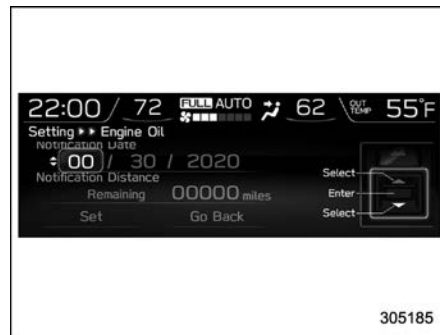 22:00 / 72 FULL AUTO 62 OUT TEMP 55°F
Setting ▸▸ Engine Oil
Notification Date
00 / 30 / 2020
Notification Distance
Remaining 00000 miles
Set Go Back
Select
Enter
Select
305185